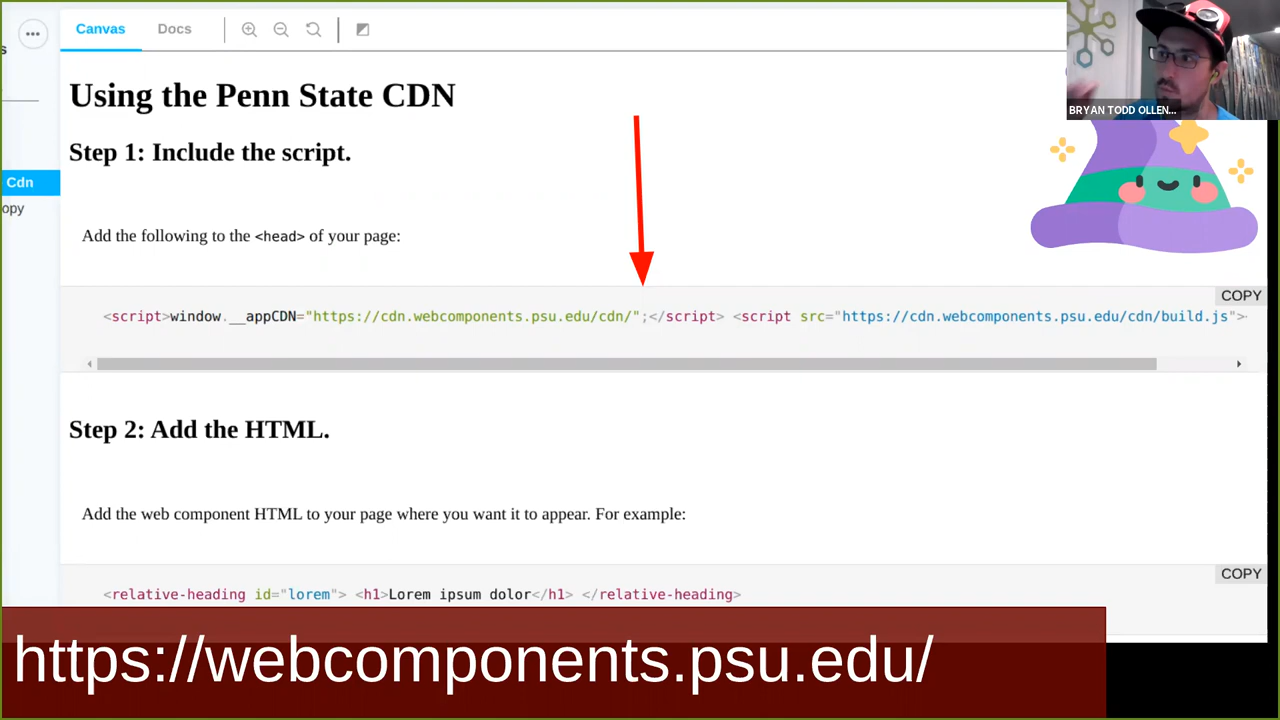 Canvas Docs
BRYAN TODD OLLEN...
Using the Penn State CDN
Step 1: Include the script.
Cdn
opy
Add the following to the <head> of your page:
COPY
<script>window.__appCDN="https://cdn.webcomponents.psu.edu/cdn/";</script> <script src="https://cdn.webcomponents.psu.edu/cdn/build.js">
Step 2: Add the HTML.
Add the web component HTML to your page where you want it to appear. For example:
COPY
<relative-heading id="lorem"> <h1>Lorem ipsum dolor</h1> </relative-heading>
https://webcomponents.psu.edu/